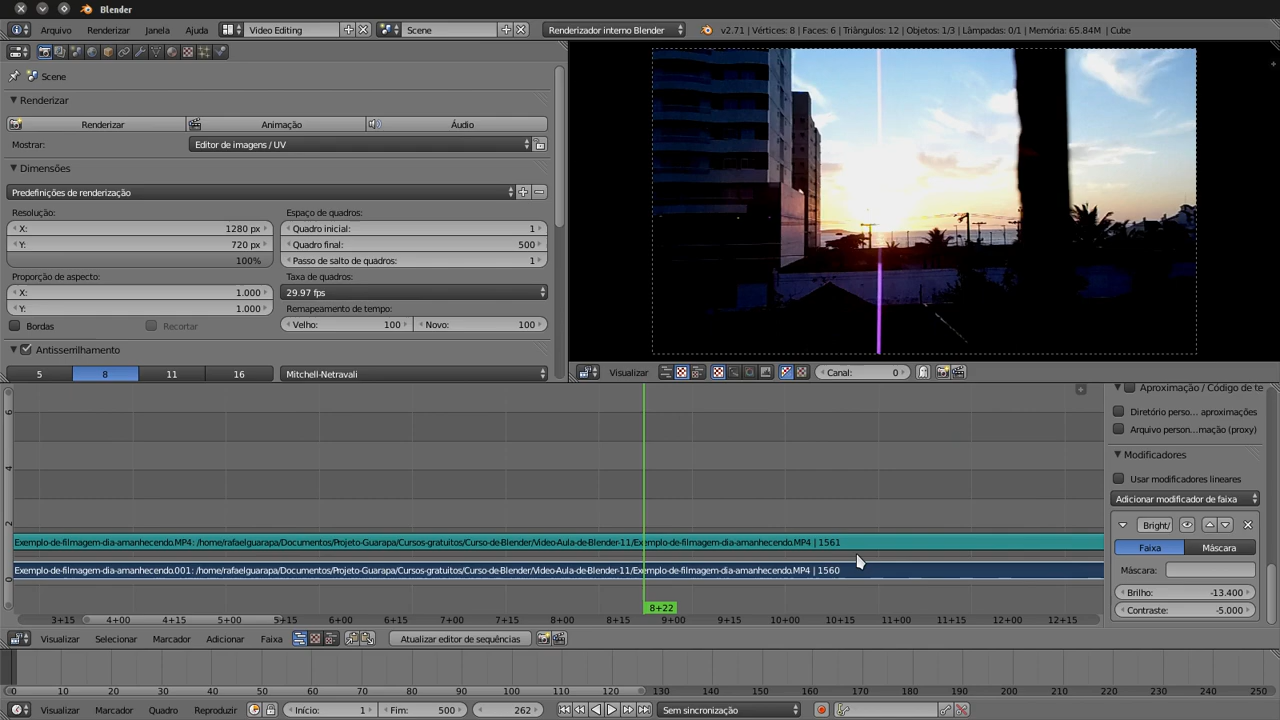 Blender
Arquivo Renderizar Janela Ajuda Video Editing Scene Renderizador interno Blender v2.71 | Vértices: 8 | Faces: 6 | Triângulos: 12 | Objetos: 1/3 | Lâmpadas: 0/1 | Memória: 65.84M | Cube
Scene
Renderizar
Renderizar Animação Áudio
Mostrar: Editor de imagens / UV
Dimensões
Predefinições de renderização
Resolução: Espaço de quadros:
X: 1280 px Quadro inicial: 1
Y: 720 px Quadro final: 500
100% Passo de salto de quadros: 1
Proporção de aspecto: Taxa de quadros:
X: 1.000 29.97 fps
Y: 1.000 Remapeamento de tempo:
Bordas Recortar Velho: 100 Novo: 100
Antisserrilhamento
5 8 11 16 Mitchell-Netravali
Visualizar Canal: 0
Aproximação / Código de te
Diretório perso... aproximações
Arquivo person...mação (proxy)
Modificadores
Usar modificadores lineares
Adicionar modificador de faixa
Bright/
Faixa Máscara
Máscara:
Brilho: -13.400
Contraste: -5.000
6
4
2
0
Exemplo-de-filmagem-dia-amanhecendo.MP4: /home/rafaelguarapa/Documentos/Projeto-Guarapa/Cursos-gratuitos/Curso-de-Blender/Video-Aula-de-Blender-11/Exemplo-de-filmagem-dia-amanhecendo.MP4 | 1561
Exemplo-de-filmagem-dia-amanhecendo.001: /home/rafaelguarapa/Documentos/Projeto-Guarapa/Cursos-gratuitos/Curso-de-Blender/Video-Aula-de-Blender-11/Exemplo-de-filmagem-dia-amanhecendo.MP4 | 1560
8+22
3+15 4+00 4+15 5+00 5+15 6+00 6+15 7+00 7+15 8+00 8+15 9+00 9+15 10+00 10+15 11+00 11+15 12+00 12+15
Visualizar Selecionar Marcador Adicionar Faixa Atualizar editor de sequências
0 10 20 30 40 50 60 70 80 90 100 110 120 130 140 150 160 170 180 190 200 210 220 230 240 250
Visualizar Marcador Quadro Reproduzir Início: 1 Fim: 500 262 Sem sincronização